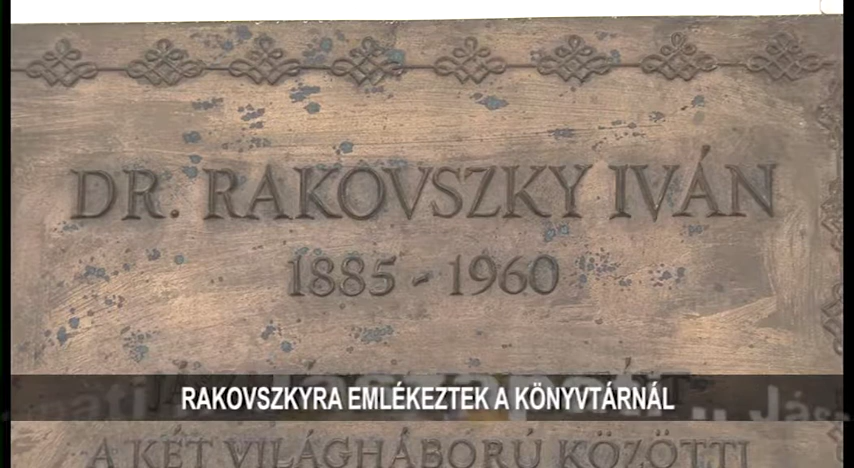 DR. RAKOVSZKY IVÁN
1885 - 1960
RAKOVSZKYRA EMLÉKEZTEK A KÖNYVTÁRNÁL
A KÉT VILÁGHÁBORÚ KÖZÖTTI